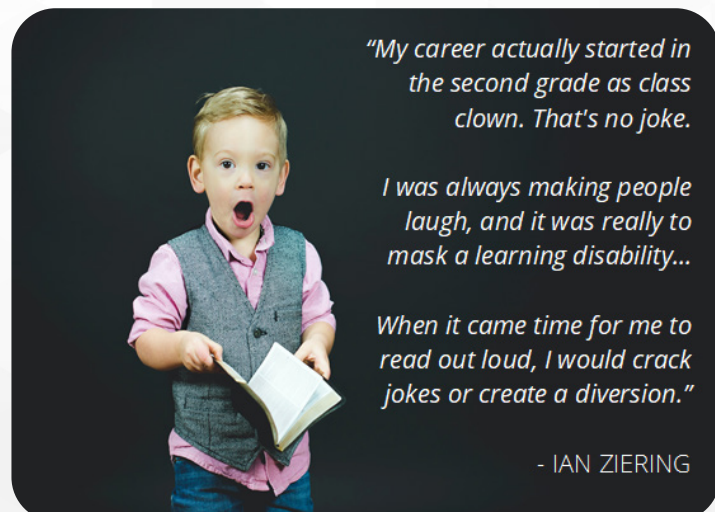 “My career actually started in
the second grade as class
clown. That's no joke.
I was always making people
laugh, and it was really to
mask a learning disability...
When it came time for me to
read out loud, I would crack
jokes or create a diversion.”
- IAN ZIERING